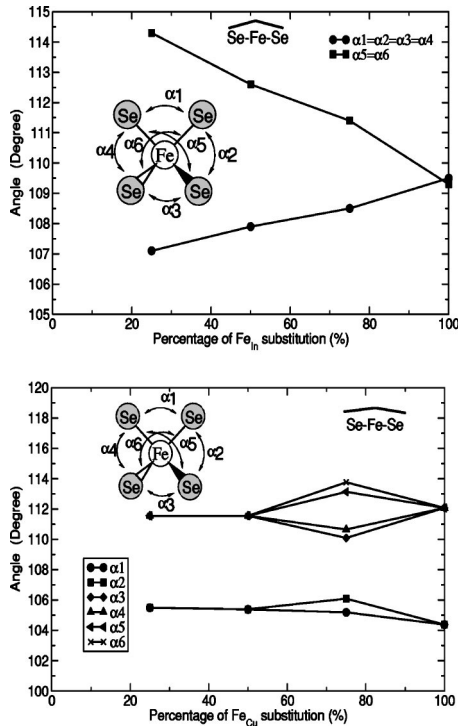 115
114
113
112
111
110
109
108
107
106
105
Angle (Degree)
Se-Fe-Se
α1=α2=α3=α4
α5=α6
α1
Se
Se
α4
α6
Fe
α5
α2
Se
Se
α3
0
20
40
60
80
100
Percentage of FeIn substitution (%)
120
118
116
114
112
110
108
106
104
102
100
Angle (Degree)
α1
Se
Se
α4
α6
Fe
α5
α2
Se
Se
α3
Se-Fe-Se
α1
α2
α3
α4
α5
α6
0
20
40
60
80
100
Percentage of FeCu substitution (%)